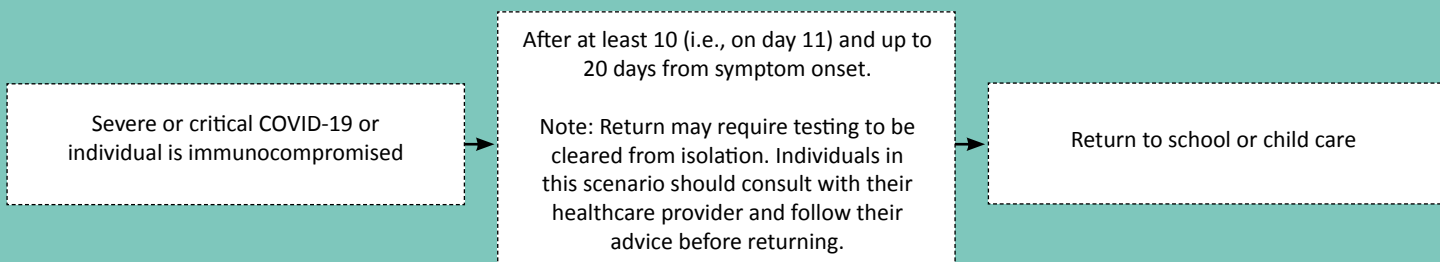 Severe or critical COVID-19 or
individual is immunocompromised
After at least 10 (i.e., on day 11) and up to
20 days from symptom onset.
Note: Return may require testing to be
cleared from isolation. Individuals in
this scenario should consult with their
healthcare provider and follow their
advice before returning.
Return to school or child care